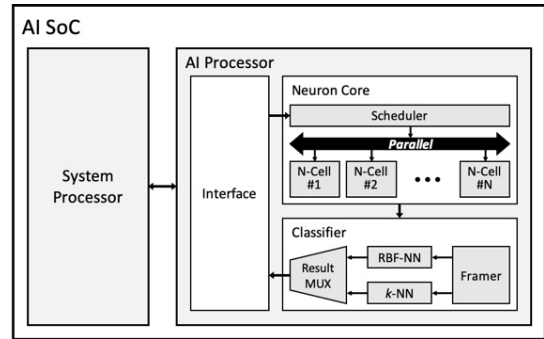 AI SoC
System
Processor
AI Processor
Interface
Neuron Core
Scheduler
Parallel
N-Cell
#1
N-Cell
#2
N-Cell
#N
Classifier
Result
MUX
RBF-NN
k-NN
Framer